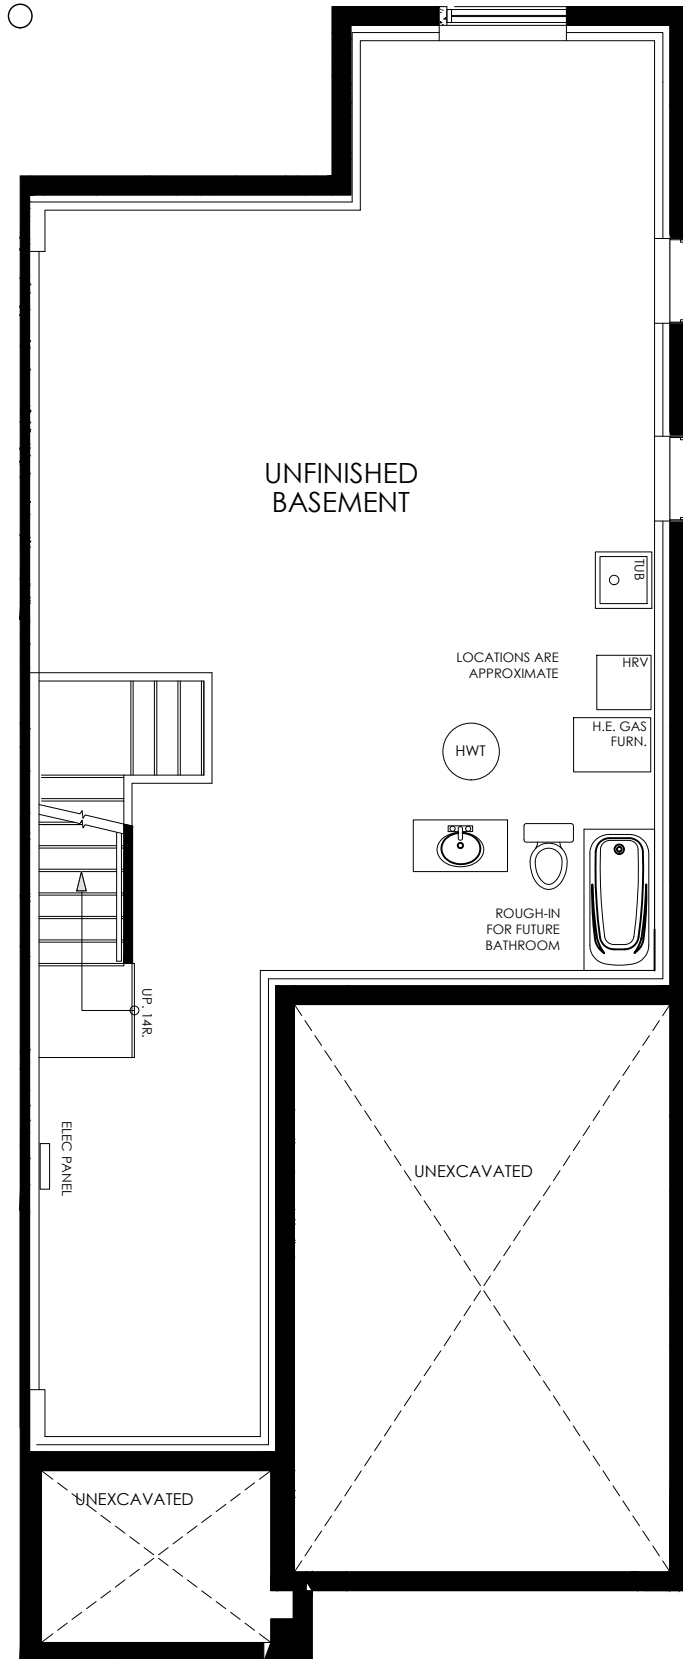 UNFINISHED
BASEMENT
TUB
LOCATIONS ARE
APPROXIMATE
HRV
H.E. GAS
FURN.
HWT
ROUGH-IN
FOR FUTURE
BATHROOM
UP. 14R.
ELEC PANEL
UNEXCAVATED
UNEXCAVATED